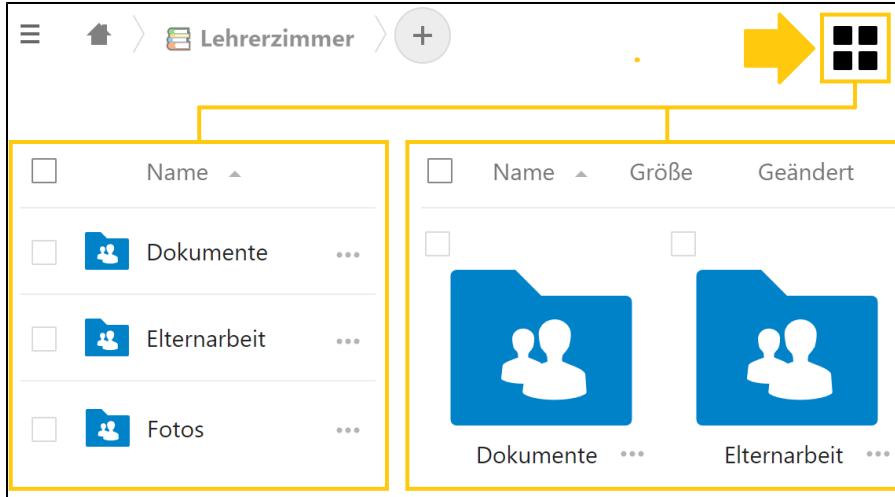 Lehrerzimmer
Name
Dokumente
Elternarbeit
Fotos
Name Größe Geändert
Dokumente Elternarbeit